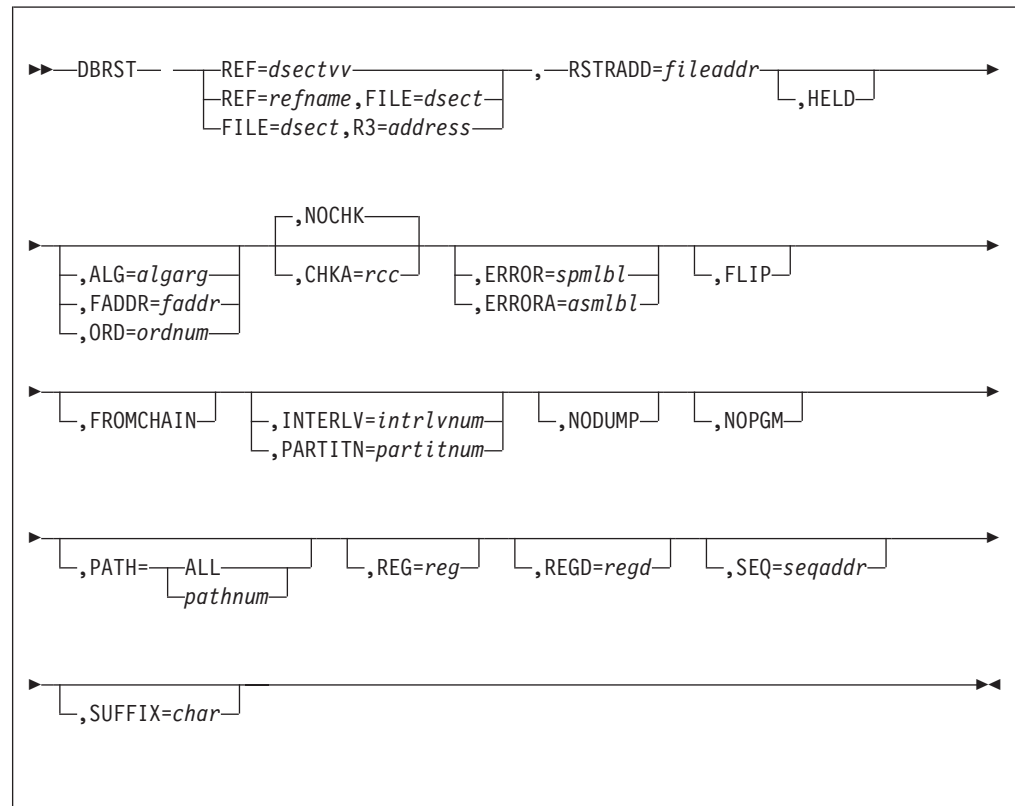 DBRST REF=dsectvv , RSTRADD=fileaddr
REF=refname,FILE=dsect ,HELD
FILE=dsect,R3=address
,NOCHK
,ALG=algarg ,CHKA=rcc ,ERROR=spmlbl ,FLIP
,FADDR=faddr ,ERRORA=asmlbl
,ORD=ordnum
,FROMCHAIN ,INTERLV=intrlvnum ,NODUMP ,NOPGM
,PARTITN=partitnum
,PATH= ALL ,REG=reg ,REGD=regd ,SEQ=seqaddr
pathnum
,SUFFIX=char